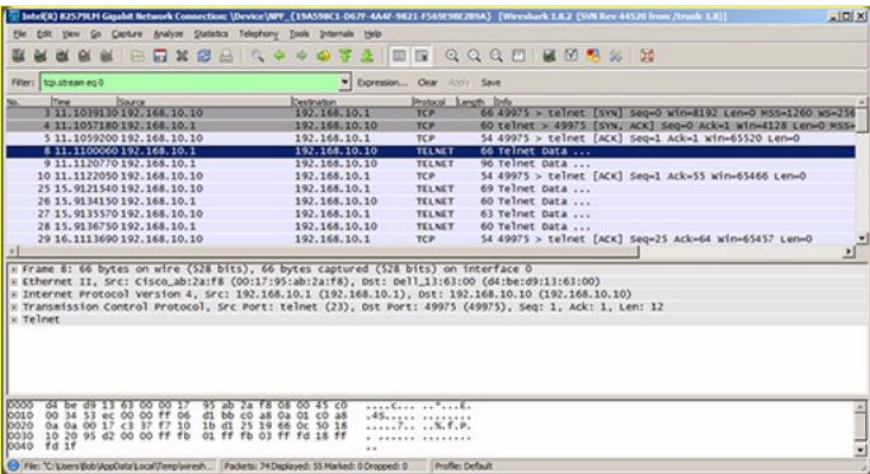 Intel(R) 82579LM Gigabit Network Connection: \Device\NPF_{19A598C1-D67F-4A4F-9821-F569E98E2B9A} [Wireshark 1.8.2 (SVN Rev 44520 from /trunk-1.8)]
File Edit View Go Capture Analyze Statistics Telephony Tools Internals Help
Filter: tcp.stream eq 0 Expression... Clear Apply Save
No. Time Source Destination Protocol Length Info
3 11.1039130 192.168.10.10 192.168.10.1 TCP 66 49975 > telnet [SYN] Seq=0 Win=8192 Len=0 MSS=1260 WS=256
4 11.1057180 192.168.10.1 192.168.10.10 TCP 60 telnet > 49975 [SYN, ACK] Seq=0 Ack=1 Win=4128 Len=0 MSS=
5 11.1059200 192.168.10.10 192.168.10.1 TCP 54 49975 > telnet [ACK] Seq=1 Ack=1 Win=65520 Len=0
8 11.1100060 192.168.10.1 192.168.10.10 TELNET 66 Telnet Data ...
9 11.1120770 192.168.10.1 192.168.10.10 TELNET 96 Telnet Data ...
10 11.1122050 192.168.10.10 192.168.10.1 TCP 54 49975 > telnet [ACK] Seq=1 Ack=55 Win=65466 Len=0
25 15.9121540 192.168.10.10 192.168.10.1 TELNET 69 Telnet Data ...
26 15.9134150 192.168.10.1 192.168.10.10 TELNET 60 Telnet Data ...
27 15.9135570 192.168.10.10 192.168.10.1 TELNET 63 Telnet Data ...
28 15.9136750 192.168.10.1 192.168.10.10 TELNET 60 Telnet Data ...
29 16.1113690 192.168.10.10 192.168.10.1 TCP 54 49975 > telnet [ACK] Seq=25 Ack=64 Win=65457 Len=0
Frame 8: 66 bytes on wire (528 bits), 66 bytes captured (528 bits) on interface 0
Ethernet II, Src: Cisco_ab:2a:f8 (00:17:95:ab:2a:f8), Dst: Dell_13:63:00 (d4:be:d9:13:63:00)
Internet Protocol Version 4, Src: 192.168.10.1 (192.168.10.1), Dst: 192.168.10.10 (192.168.10.10)
Transmission Control Protocol, Src Port: telnet (23), Dst Port: 49975 (49975), Seq: 1, Ack: 1, Len: 12
Telnet
0000 d4 be d9 13 63 00 00 17 95 ab 2a f8 08 00 45 c0 ....c... ..*...E.
0010 00 34 53 ec 00 00 ff 06 d1 bb c0 a8 0a 01 c0 a8 .4S..... ........
0020 0a 0a 00 17 c3 37 f7 10 1b d1 25 19 66 0c 50 18 .....7.. ..%.f.P.
0030 10 20 95 d2 00 00 ff fb 01 ff fb 03 ff fd 18 ff . ...... ........
0040 fd 1f ..
File: "C:\Users\Bob\AppData\Local\Temp\wiresh... Packets: 74 Displayed: 55 Marked: 0 Dropped: 0 Profile: Default